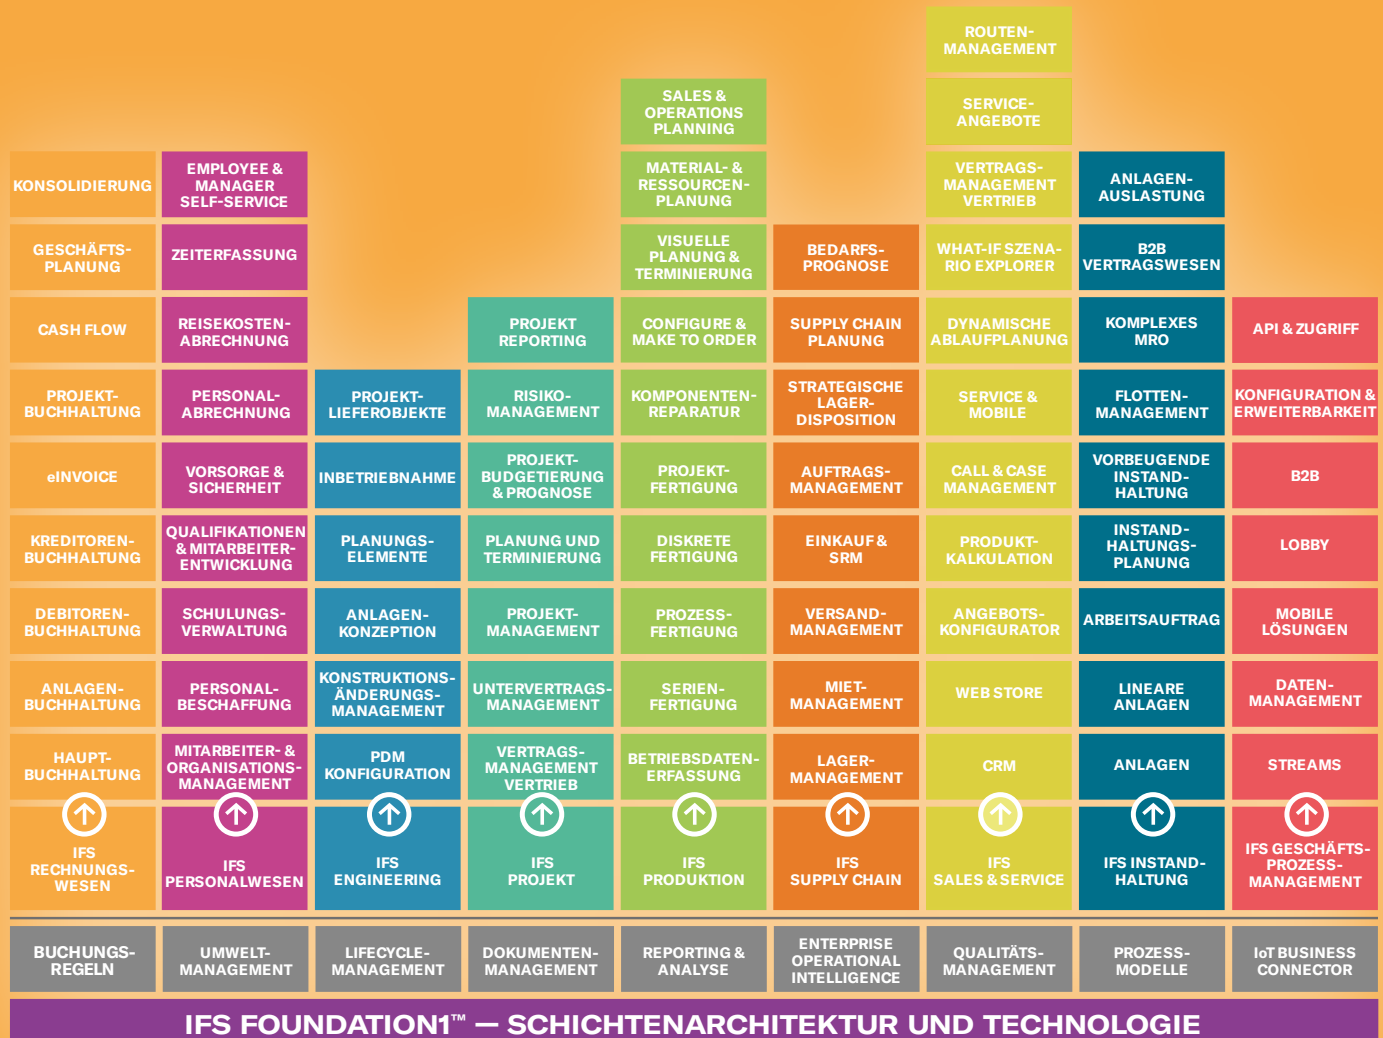 ROUTEN-
MANAGEMENT
SALES &
OPERATIONS
PLANNING
SERVICE-
ANGEBOTE
KONSOLIDIERUNG
EMPLOYEE &
MANAGER
SELF-SERVICE
MATERIAL- &
RESSOURCEN-
PLANUNG
VERTRAGS-
MANAGEMENT
VERTRIEB
ANLAGEN-
AUSLASTUNG
GESCHÄFTS-
PLANUNG
ZEITERFASSUNG
VISUELLE
PLANUNG &
TERMINIERUNG
BEDARFS-
PROGNOSE
WHAT-IF SZENA-
RIO EXPLORER
B2B
VERTRAGSWESEN
CASH FLOW
REISEKOSTEN-
ABRECHNUNG
PROJEKT
REPORTING
CONFIGURE &
MAKE TO ORDER
SUPPLY CHAIN
PLANUNG
DYNAMISCHE
ABLAUFPLANUNG
KOMPLEXES
MRO
API & ZUGRIFF
PROJEKT-
BUCHHALTUNG
PERSONAL-
ABRECHNUNG
PROJEKT-
LIEFEROBJEKTE
RISIKO-
MANAGEMENT
KOMPONENTEN-
REPARATUR
STRATEGISCHE
LAGER-
DISPOSITION
SERVICE &
MOBILE
FLOTTEN-
MANAGEMENT
KONFIGURATION &
ERWEITERBARKEIT
eINVOICE
VORSORGE &
SICHERHEIT
INBETRIEBNAHME
PROJEKT-
BUDGETIERUNG
& PROGNOSE
PROJEKT-
FERTIGUNG
AUFTRAGS-
MANAGEMENT
CALL & CASE
MANAGEMENT
VORBEUGENDE
INSTAND-
HALTUNG
B2B
KREDITOREN-
BUCHHALTUNG
QUALIFIKATIONEN
& MITARBEITER-
ENTWICKLUNG
PLANUNGS-
ELEMENTE
PLANUNG UND
TERMINIERUNG
DISKRETE
FERTIGUNG
EINKAUF &
SRM
PRODUKT-
KALKULATION
INSTAND-
HALTUNGS-
PLANUNG
LOBBY
DEBITOREN-
BUCHHALTUNG
SCHULUNGS-
VERWALTUNG
ANLAGEN-
KONZEPTION
PROJEKT-
MANAGEMENT
PROZESS-
FERTIGUNG
VERSAND-
MANAGEMENT
ANGEBOTS-
KONFIGURATOR
ARBEITSAUFTRAG
MOBILE
LÖSUNGEN
ANLAGEN-
BUCHHALTUNG
PERSONAL-
BESCHAFFUNG
KONSTRUKTIONS-
ÄNDERUNGS-
MANAGEMENT
UNTERVERTRAGS-
MANAGEMENT
SERIEN-
FERTIGUNG
MIET-
MANAGEMENT
WEB STORE
LINEARE
ANLAGEN
DATEN-
MANAGEMENT
HAUPT-
BUCHHALTUNG
MITARBEITER- &
ORGANISATIONS-
MANAGEMENT
PDM
KONFIGURATION
VERTRAGS-
MANAGEMENT
VERTRIEB
BETRIEBSDATEN-
ERFASSUNG
LAGER-
MANAGEMENT
CRM
ANLAGEN
STREAMS
IFS
RECHNUNGS-
WESEN
IFS
PERSONALWESEN
IFS
ENGINEERING
IFS
PROJEKT
IFS
PRODUKTION
IFS
SUPPLY CHAIN
IFS
SALES & SERVICE
IFS INSTAND-
HALTUNG
IFS GESCHÄFTS-
PROZESS-
MANAGEMENT
BUCHUNGS-
REGELN
UMWELT-
MANAGEMENT
LIFECYCLE-
MANAGEMENT
DOKUMENTEN-
MANAGEMENT
REPORTING &
ANALYSE
ENTERPRISE
OPERATIONAL
INTELLIGENCE
QUALITÄTS-
MANAGEMENT
PROZESS-
MODELLE
IoT BUSINESS
CONNECTOR
IFS FOUNDATION1™ — SCHICHTENARCHITEKTUR UND TECHNOLOGIE